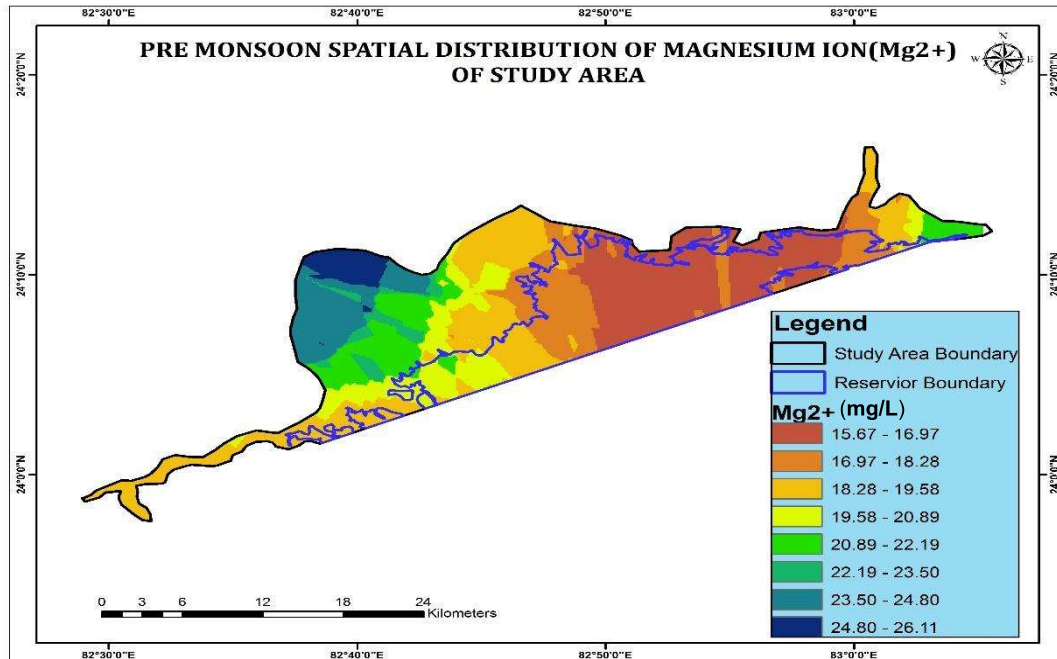 82°30'0"E 82°40'0"E 82°50'0"E 83°0'0"E
PRE MONSOON SPATIAL DISTRIBUTION OF MAGNESIUM ION(Mg2+)
OF STUDY AREA
N
W E
S
24°20'0"N 24°20'0"N
24°10'0"N 24°10'0"N
24°0'0"N 24°0'0"N
Legend
Study Area Boundary
Reservior Boundary
Mg2+ (mg/L)
15.67 - 16.97
16.97 - 18.28
18.28 - 19.58
19.58 - 20.89
20.89 - 22.19
22.19 - 23.50
23.50 - 24.80
24.80 - 26.11
0 3 6 12 18 24
Kilometers
82°30'0"E 82°40'0"E 82°50'0"E 83°0'0"E